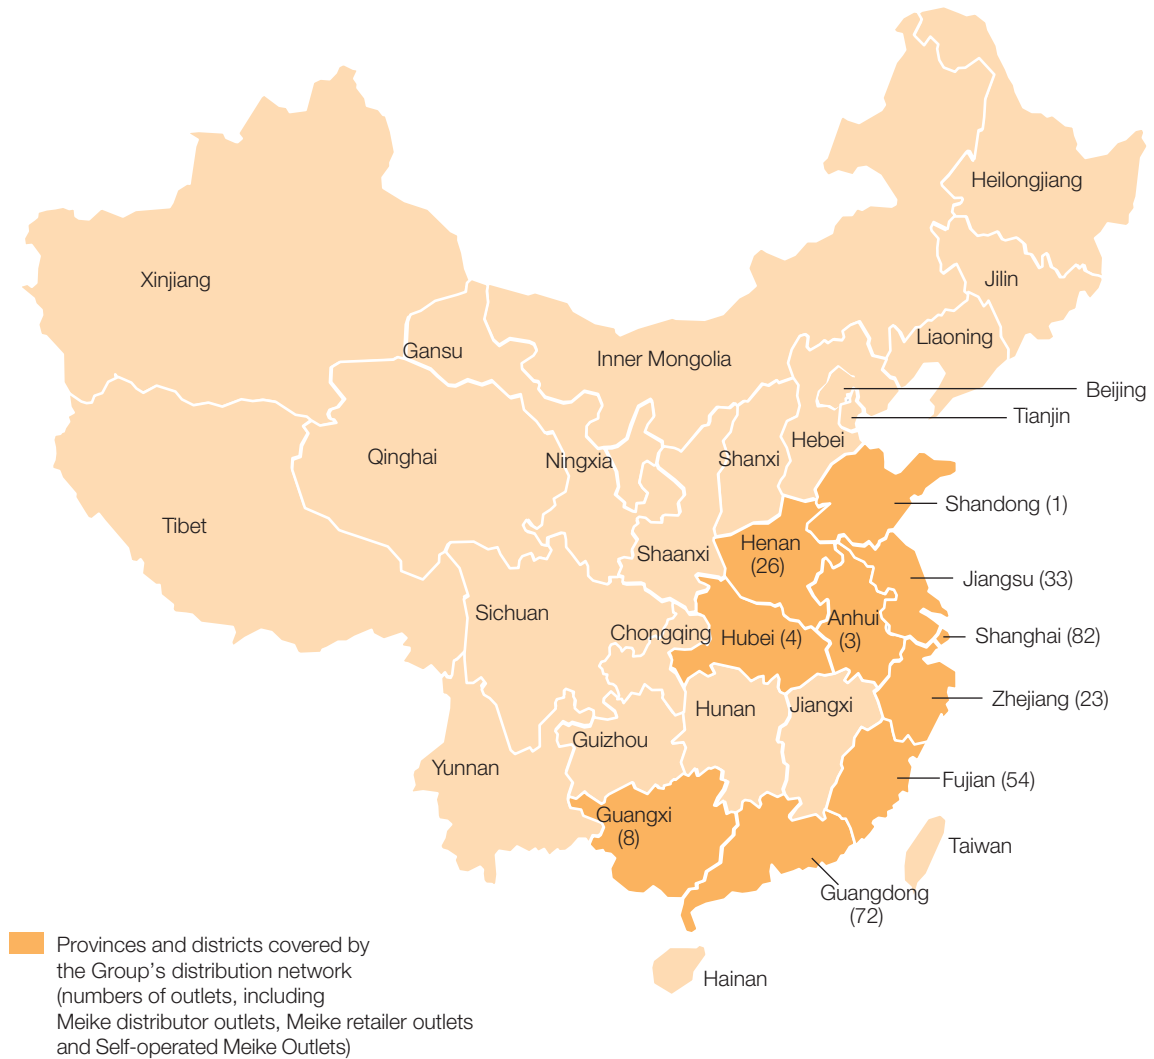 Heilongjiang
Xinjiang
Jilin
Liaoning
Gansu
Inner Mongolia
Beijing
Tianjin
Hebei
Qinghai
Ningxia
Shanxi
Shandong (1)
Tibet
Henan
(26)
Shaanxi
Jiangsu (33)
Sichuan
Anhui
(3)
Chongqing
Hubei (4)
Shanghai (82)
Zhejiang (23)
Hunan
Jiangxi
Guizhou
Yunnan
Fujian (54)
Guangxi
(8)
Taiwan
Guangdong
(72)
Hainan
Provinces and districts covered by
the Group's distribution network
(numbers of outlets, including
Meike distributor outlets, Meike retailer outlets
and Self-operated Meike Outlets)